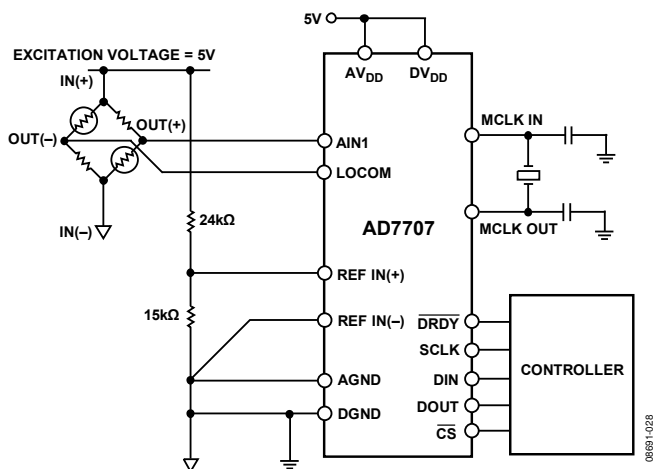 5V
EXCITATION VOLTAGE = 5V
IN(+)
AVDD
DVDD
OUT(–)
OUT(+)
AIN1
MCLK IN
LOCOM
IN(–)
24kΩ
AD7707
MCLK OUT
REF IN(+)
15kΩ
REF IN(–)
DRDY
SCLK
CONTROLLER
AGND
DIN
DGND
DOUT
CS
08691-028